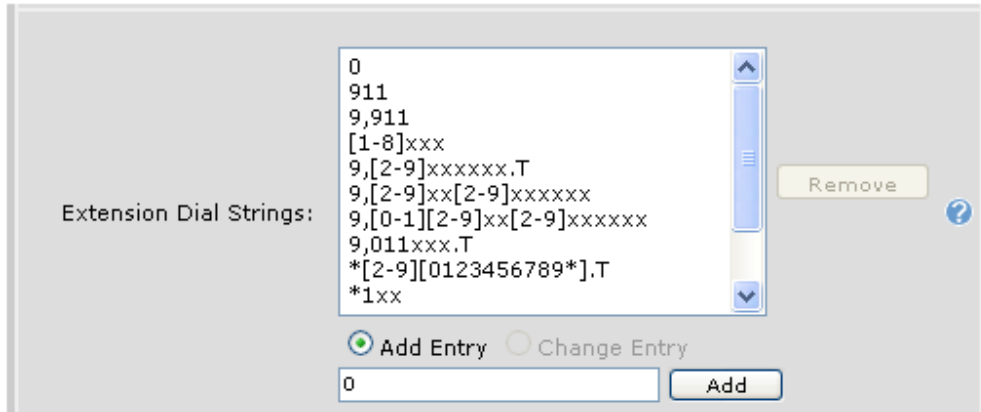 0
911
9,911
[1-8]xxx
9,[2-9]xxxxxx.T
9,[2-9]xx[2-9]xxxxxx
Extension Dial Strings:
9,[0-1][2-9]xx[2-9]xxxxxx
9,011xxx.T
*[2-9][0123456789*].T
*1xx
Remove
?
Add Entry Change Entry
0 Add